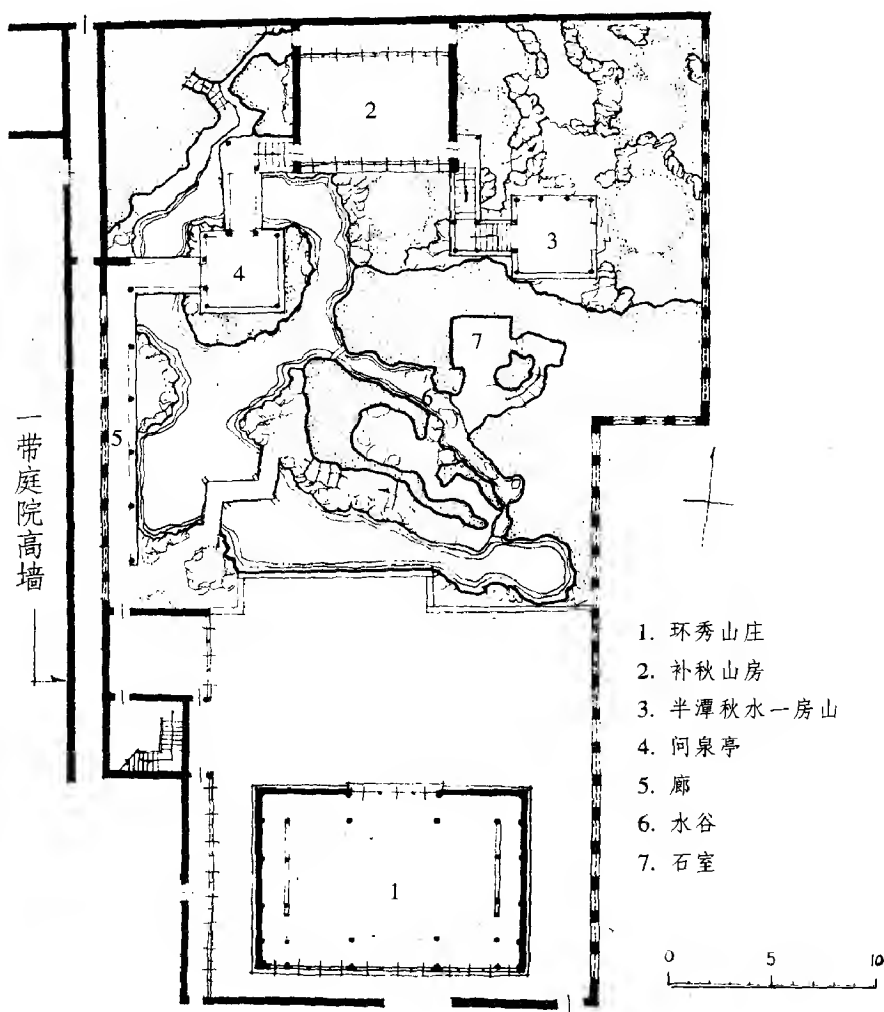 2
3
4
7
6
5
一带庭院高墙
1
1. 环秀山庄
2. 补秋山房
3. 半潭秋水一房山
4. 问泉亭
5. 廊
6. 水谷
7. 石室
0 5 10